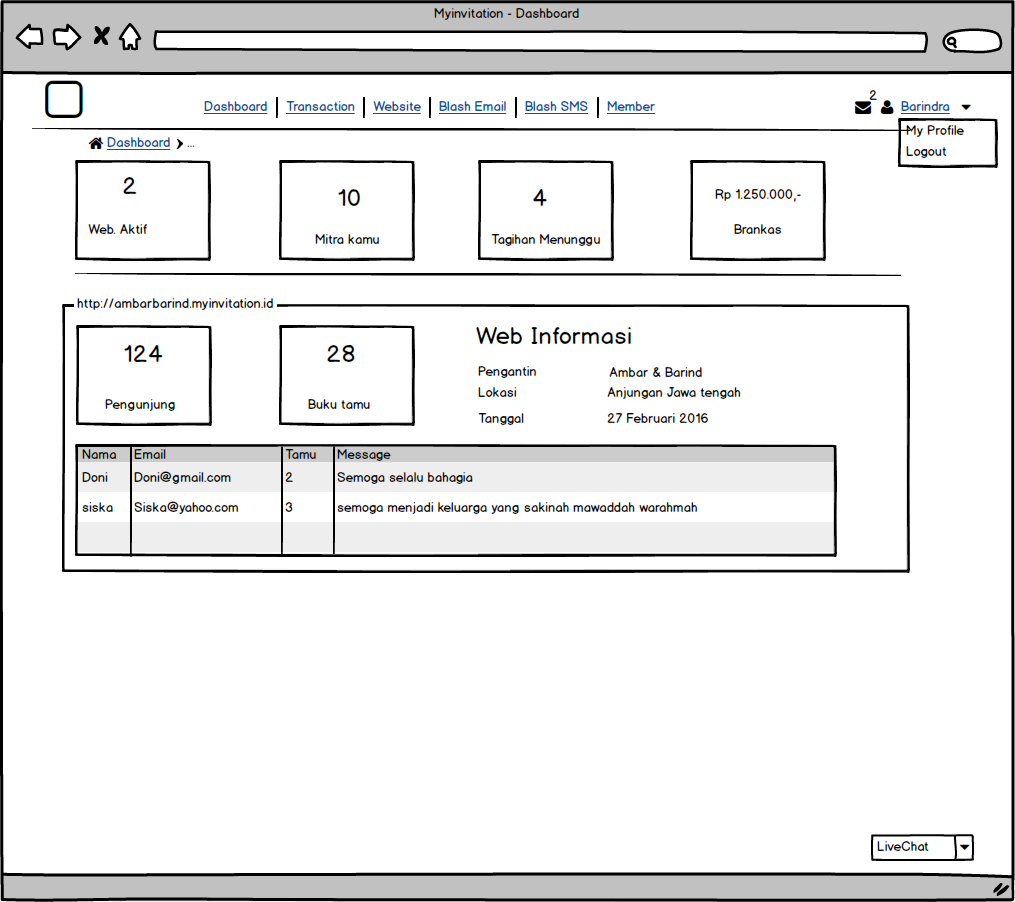 Myinvitation - Dashboard
Dashboard Transaction Website Blash Email Blash SMS Member 2 Barindra
My Profile
Logout
Dashboard ...
2
Web. Aktif
10
Mitra kamu
4
Tagihan Menunggu
Rp 1.250.000,-
Brankas
http://ambarbarind.myinvitation.id
124
Pengunjung
28
Buku tamu
Web Informasi
Pengantin Ambar & Barind
Lokasi Anjungan Jawa tengah
Tanggal 27 Februari 2016
Nama Email Tamu Message
Doni Doni@gmail.com 2 Semoga selalu bahagia
siska Siska@yahoo.com 3 semoga menjadi keluarga yang sakinah mawaddah warahmah
LiveChat